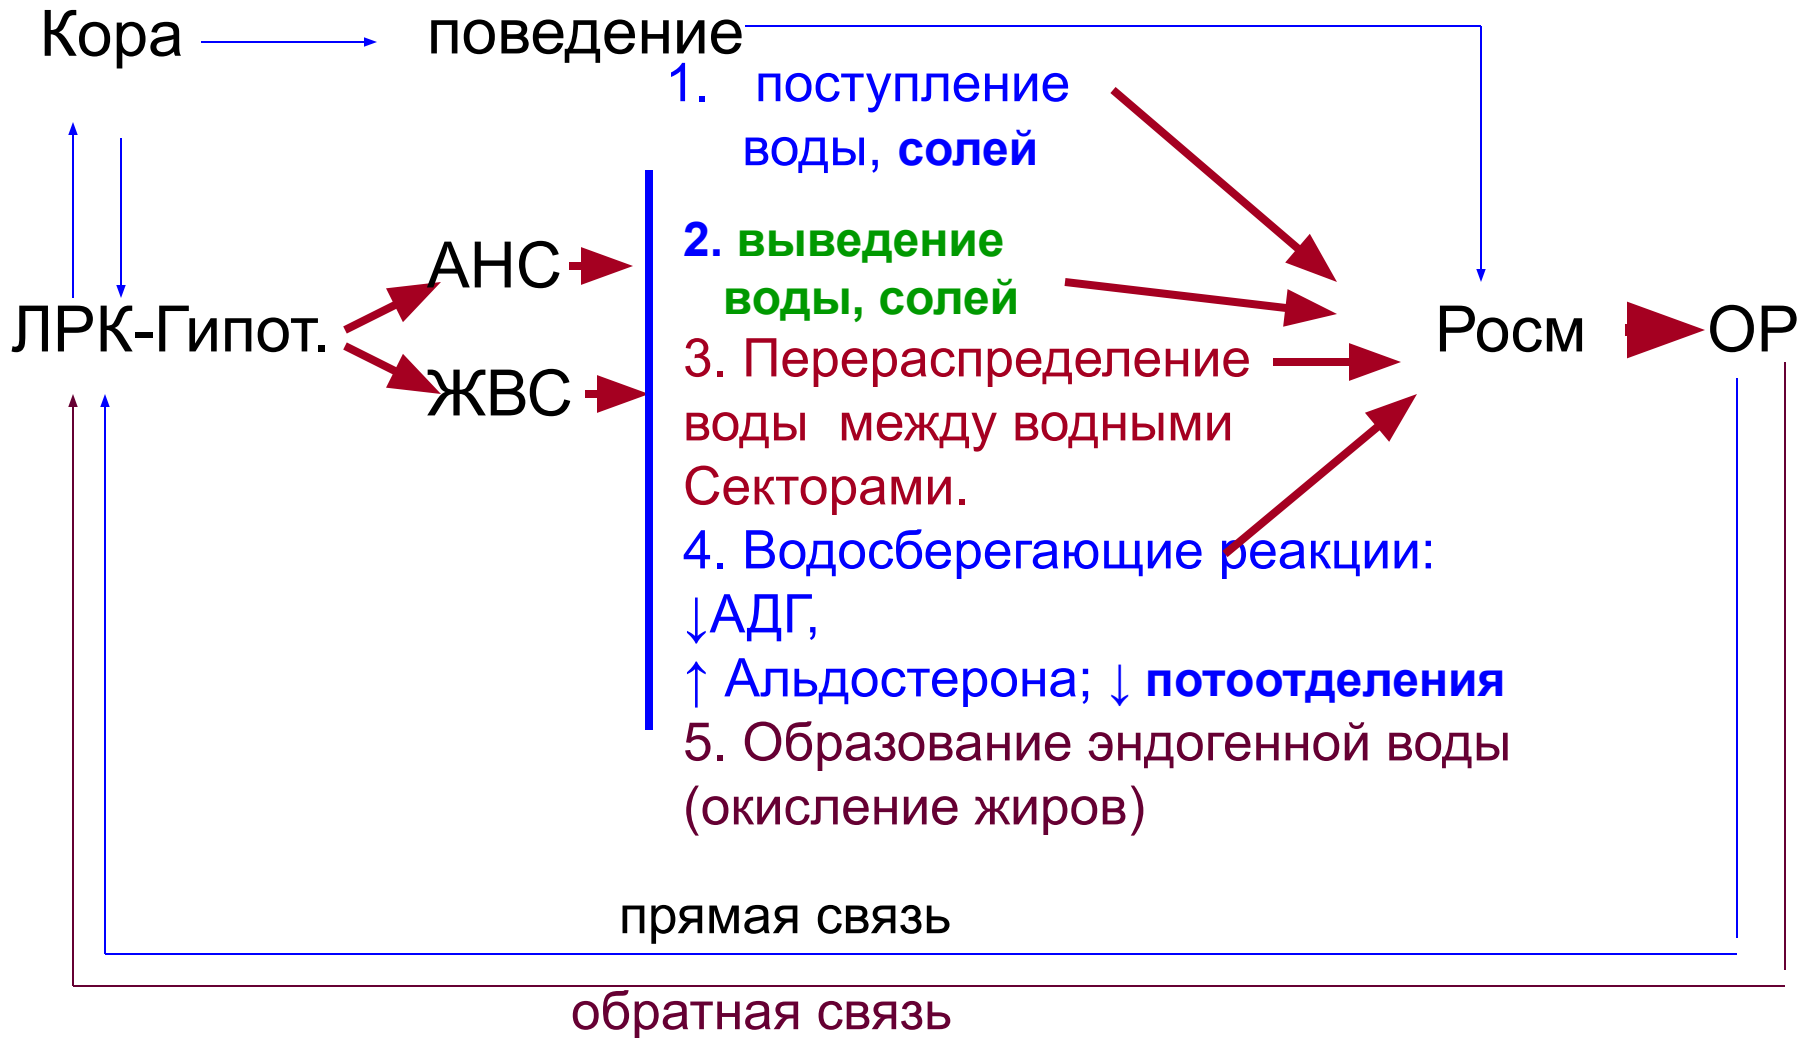 Кора поведение
1. поступление
воды, солей
2. выведение
воды, солей
АНС
ЛРК-Гипот.
ЖВС
3. Перераспределение
воды между водными
Секторами.
4. Водосберегающие реакции:
↓АДГ,
↑ Альдостерона; ↓ потоотделения
5. Образование эндогенной воды
(окисление жиров)
Росм ОР
прямая связь
обратная связь